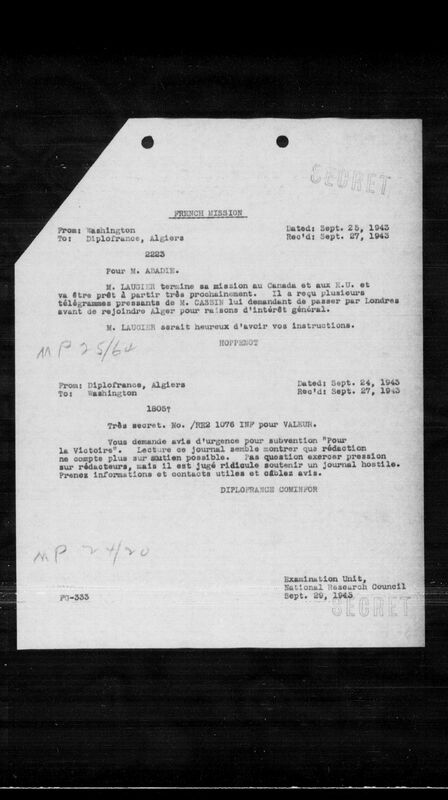 SECRET
FRENCH MISSION
From: Washington Dated: Sept. 25, 1943
To: Diplofrance, Algiers Rec'd: Sept. 27, 1943
2223
Pour M. ABADIE.
M. LAUGIER termine sa mission au Canada et aux E.U. et
va être prêt à partir très prochainement. Il a reçu plusieurs
télégrammes pressants de M. CASSIN lui demandant de passer par Londres
avant de rejoindre Alger pour raisons d'intérêt général.
M. LAUGIER serait heureux d'avoir vos instructions.
HOPPENOT
MP 25/64
From: Diplofrance, Algiers Dated: Sept. 24, 1943
To: Washington Rec'd: Sept. 27, 1943
1805?
Très secret. No. /RE2 1076 INF pour VALEUR.
Vous demande avis d'urgence pour subvention "Pour
la Victoire". Lecture ce journal semble montrer que rédaction
ne compte plus sur soutien possible. Pas question exercer pression
sur rédacteurs, mais il est jugé ridicule soutenir un journal hostile.
Prenez informations et contacts utiles et câblez avis.
DIPLOFRANCE COMINFOR
MP 24/20
Examination Unit,
National Research Council
FG-333 Sept. 29, 1943
SECRET